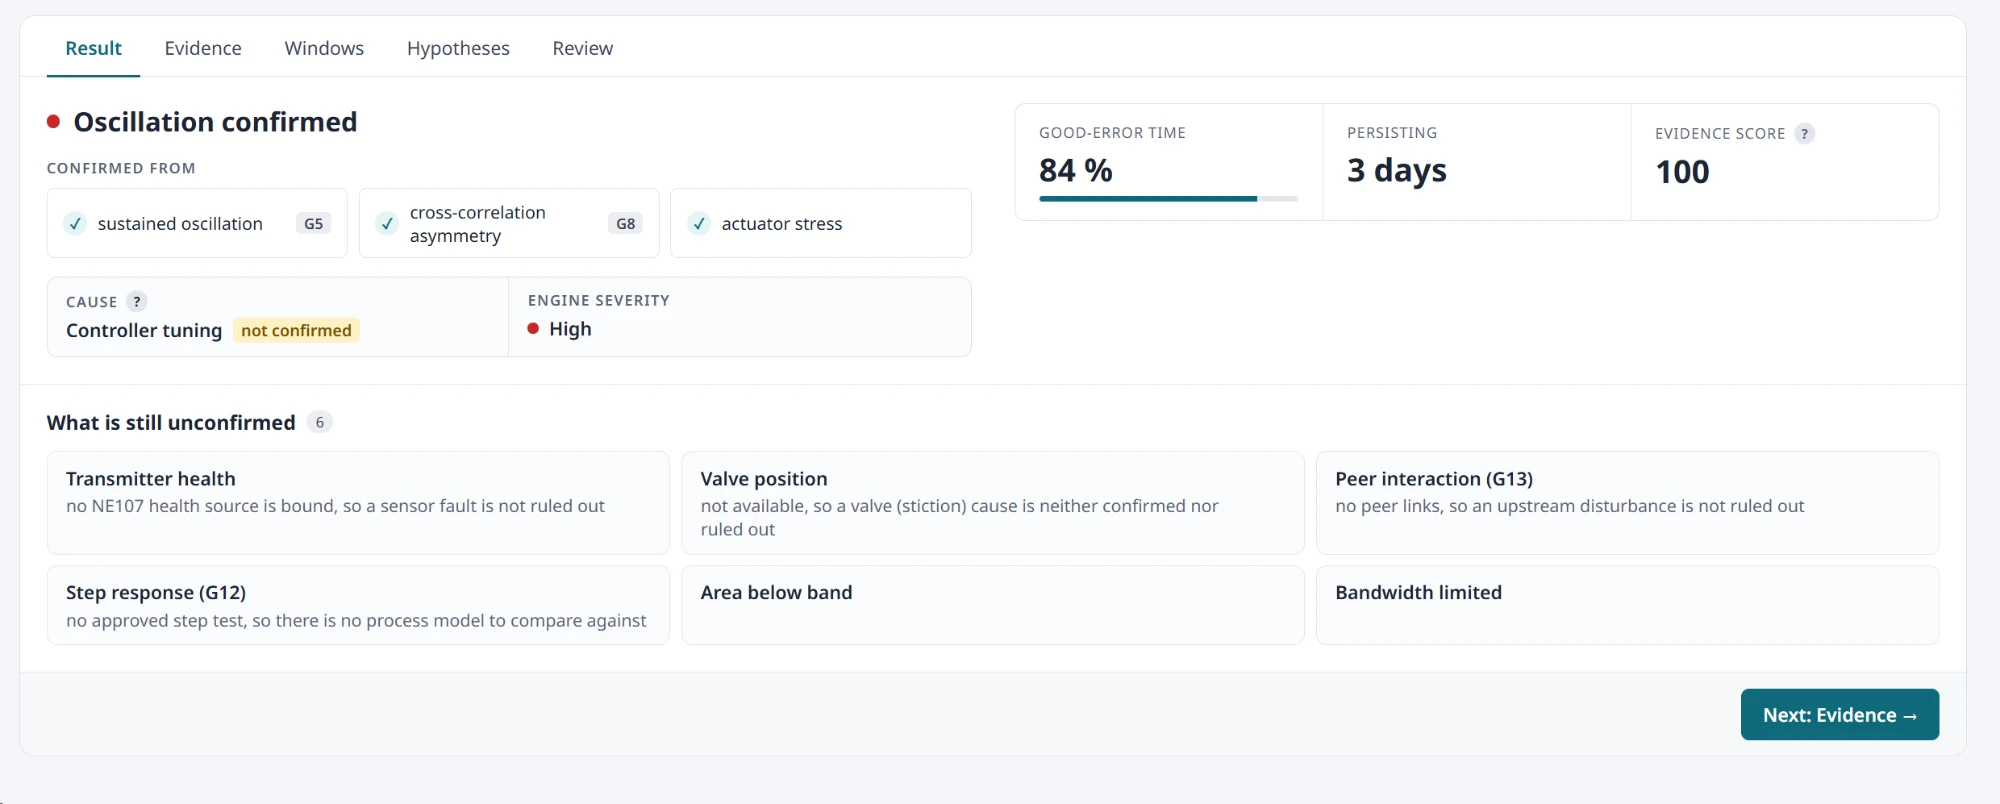 Result Evidence Windows Hypotheses Review
Oscillation confirmed
CONFIRMED FROM
✓ sustained oscillation G5
✓ cross-correlation
asymmetry G8
✓ actuator stress
CAUSE ?
Controller tuning not confirmed
ENGINE SEVERITY
High
GOOD-ERROR TIME
84 %
PERSISTING
3 days
EVIDENCE SCORE ?
100
What is still unconfirmed 6
Transmitter health
no NE107 health source is bound, so a sensor fault is not ruled out
Valve position
not available, so a valve (stiction) cause is neither confirmed nor
ruled out
Peer interaction (G13)
no peer links, so an upstream disturbance is not ruled out
Step response (G12)
no approved step test, so there is no process model to compare against
Area below band
Bandwidth limited
Next: Evidence →